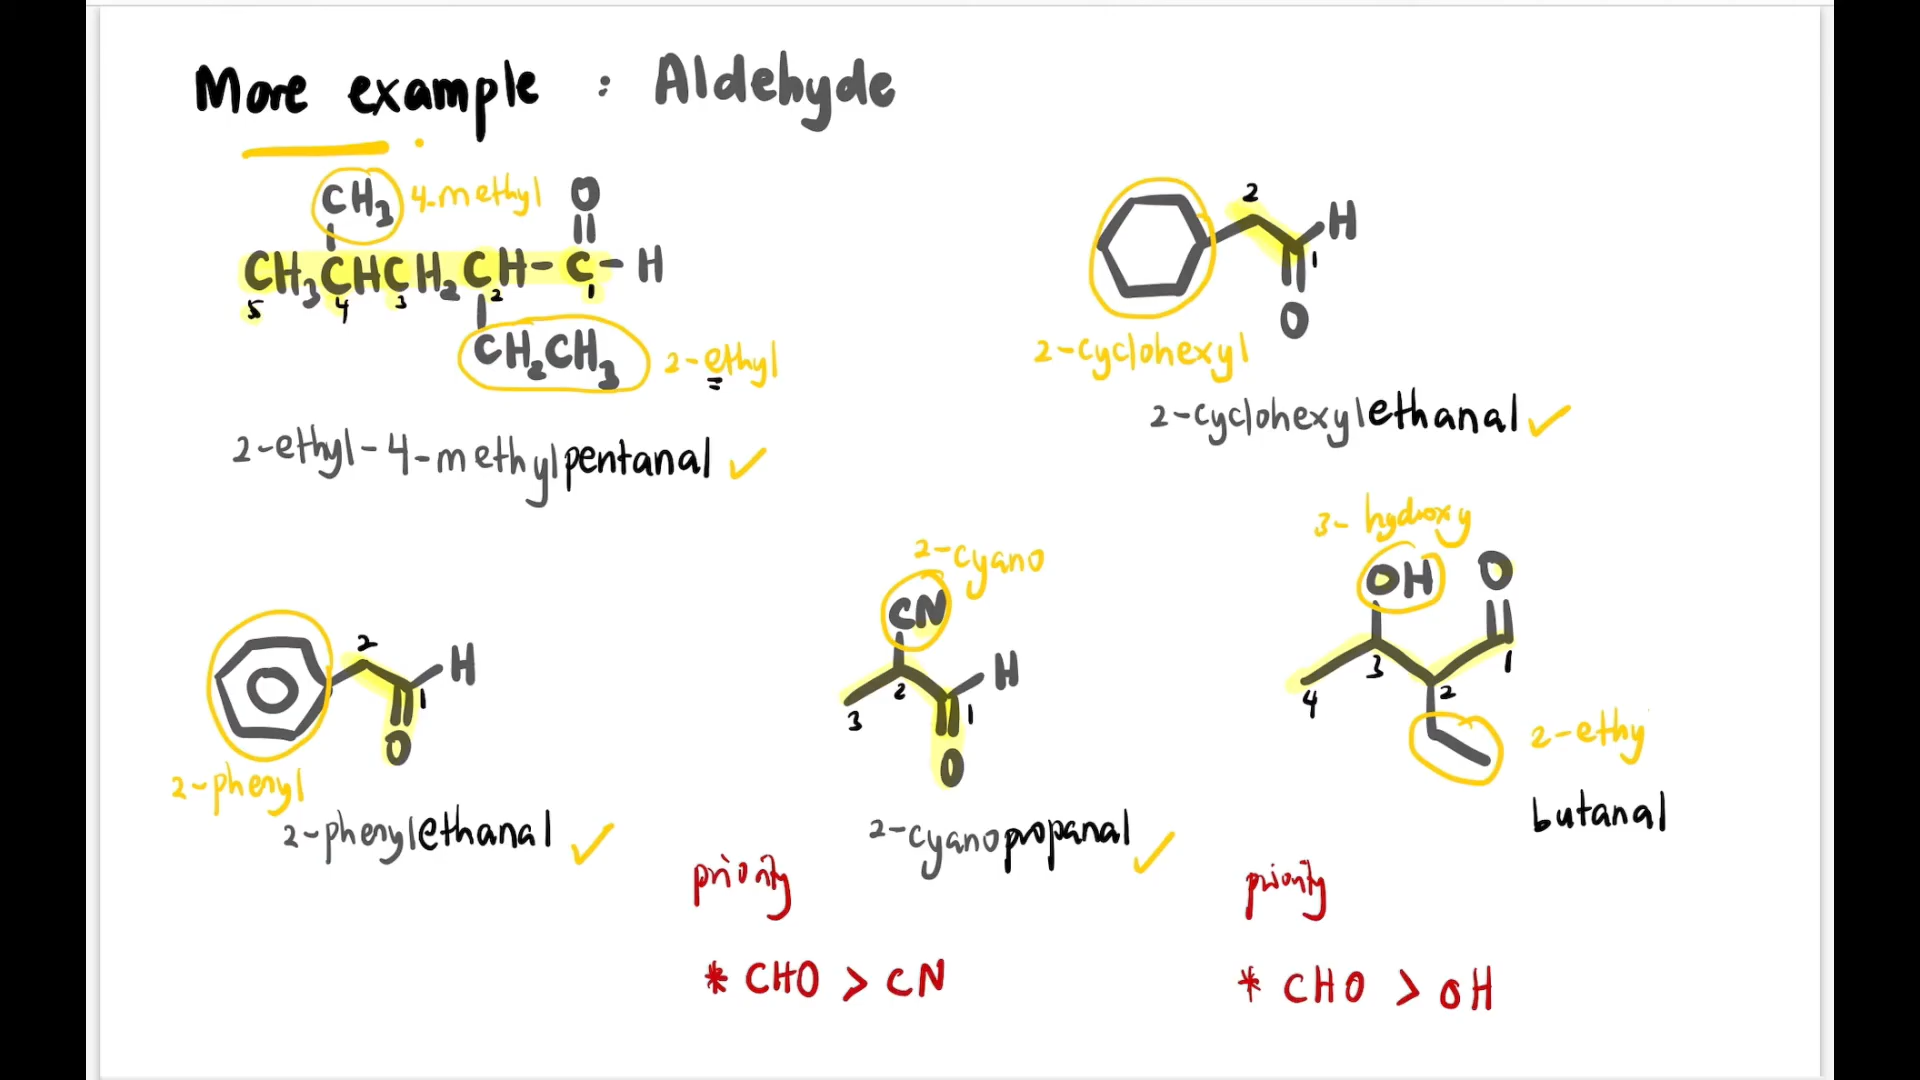 More example : Aldehyde
CH3 4-methyl O
CH3CHCH2CH-C-H
5 4 3 2 1
CH2CH3 2-ethyl
2-ethyl-4-methylpentanal ✓
2 H
1
O
2-cyclohexyl
2-cyclohexylethanal ✓
2 H
1
O
2-phenyl
2-phenylethanal ✓
2-cyano
CN
H
3 2 1
O
2-cyanopropanal ✓
priority
* CHO > CN
3-hydroxy
OH O
4 3 2 1
2-ethy
butanal
priority
* CHO > OH